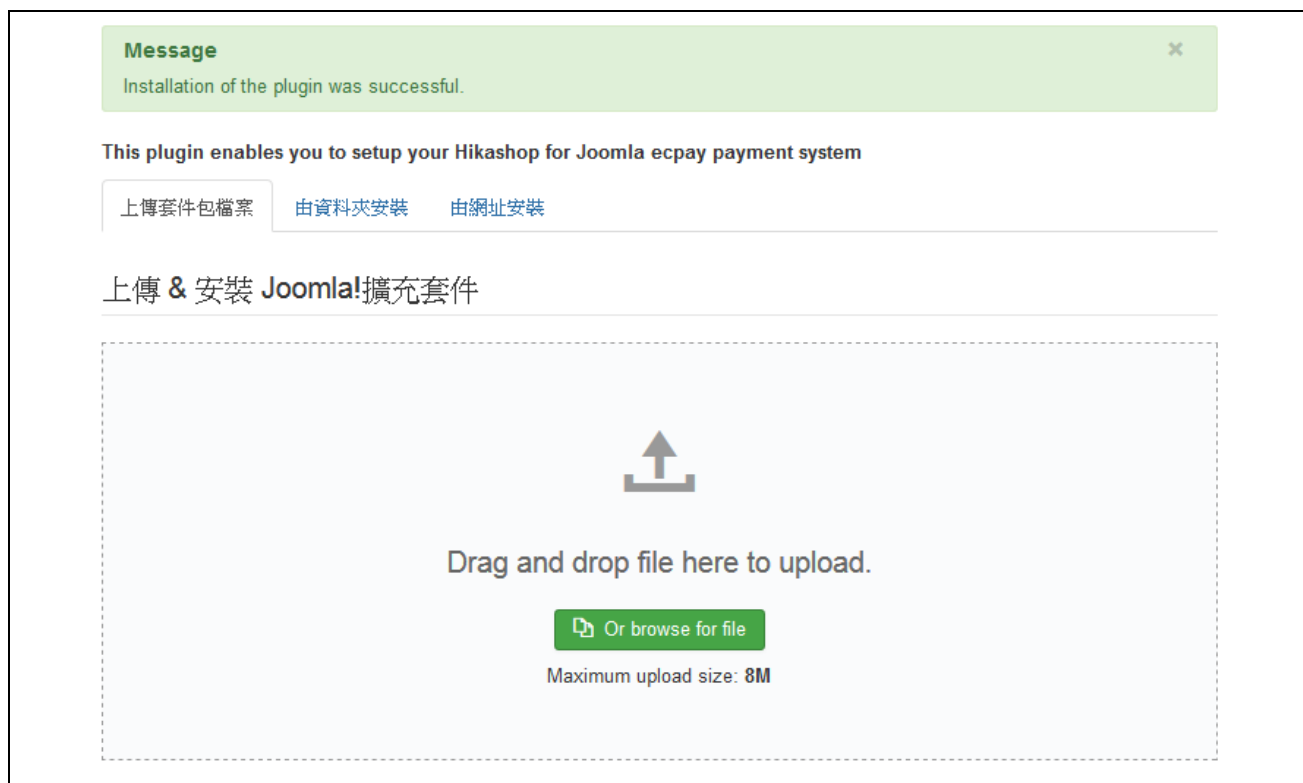 Message
Installation of the plugin was successful.
This plugin enables you to setup your Hikashop for Joomla ecpay payment system
上傳套件包檔案 由資料夾安裝 由網址安裝
上傳 & 安裝 Joomla!擴充套件
Drag and drop file here to upload.
Or browse for file
Maximum upload size: 8M